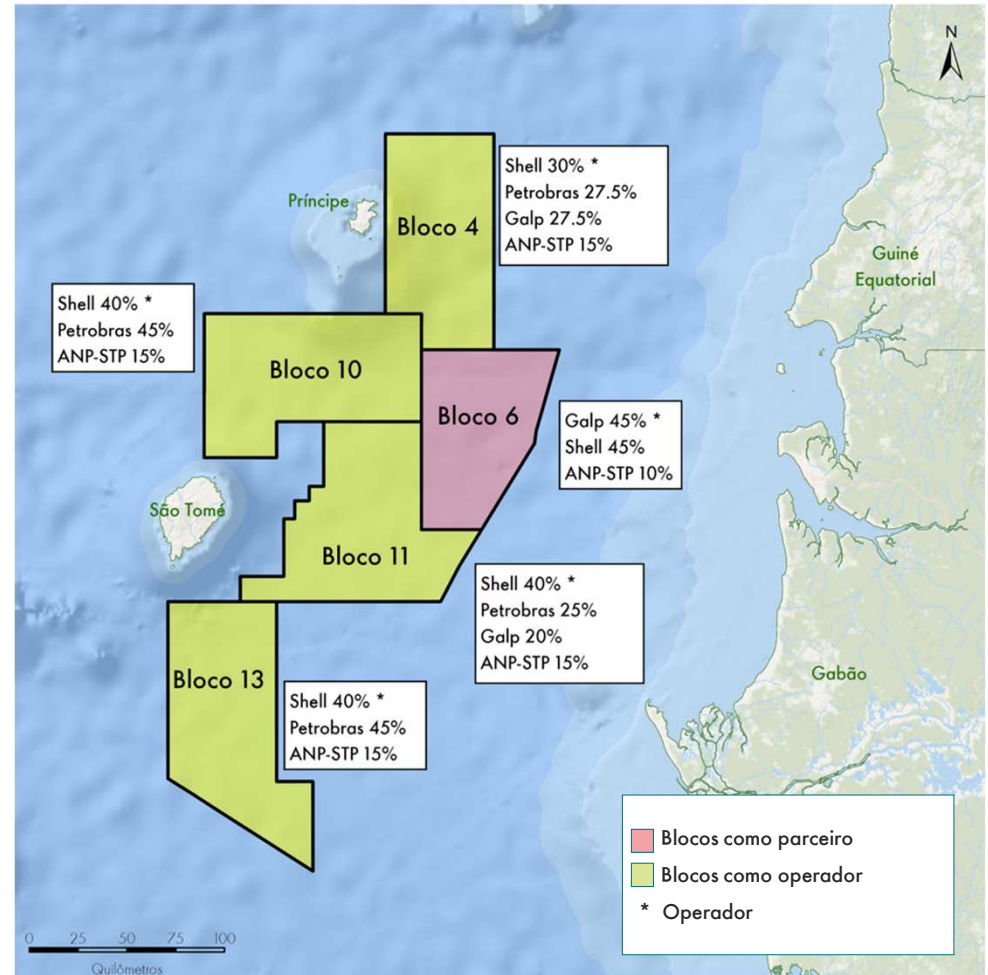 N
Príncipe
Bloco 4
Shell 30% *
Petrobras 27.5%
Galp 27.5%
ANP-STP 15%
Guiné
Equatorial
Shell 40% *
Petrobras 45%
ANP-STP 15%
Bloco 10
Bloco 6
Galp 45% *
Shell 45%
ANP-STP 10%
São Tomé
Bloco 11
Shell 40% *
Petrobras 25%
Galp 20%
ANP-STP 15%
Bloco 13
Shell 40% *
Petrobras 45%
ANP-STP 15%
Gabão
Blocos como parceiro
Blocos como operador
* Operador
0 25 50 75 100
Quilômetros